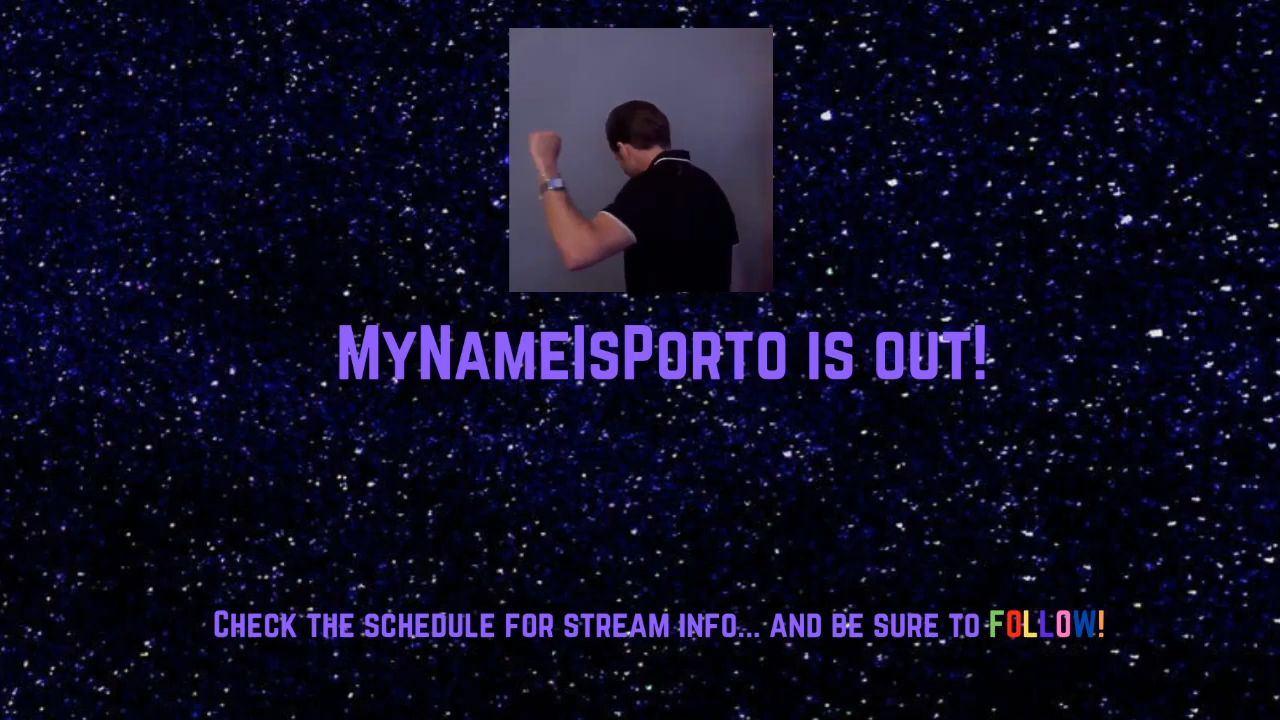 MyNameIsPorto is out!
Check the schedule for stream info... and be sure to FOLLOW!